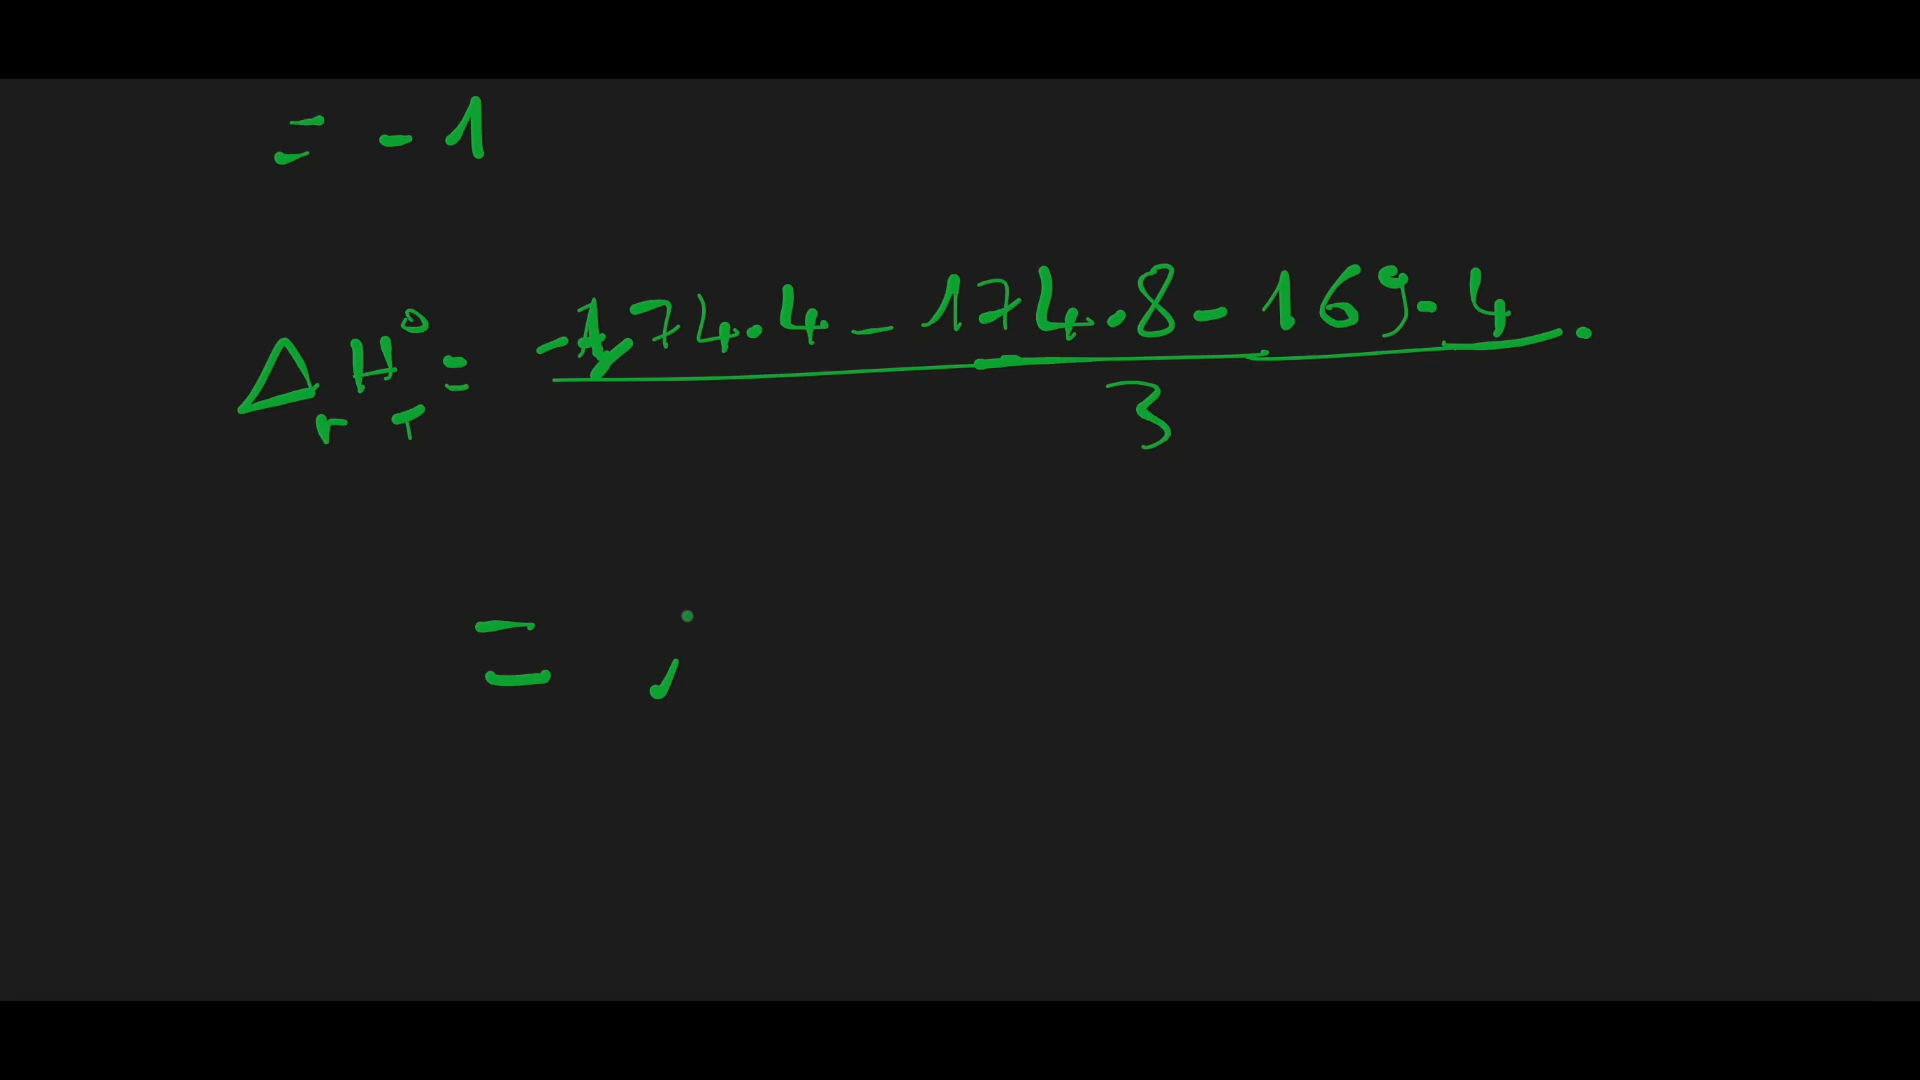 = - 1
ΔrH°T = -174.4 - 174.8 - 169.4 .
3
=